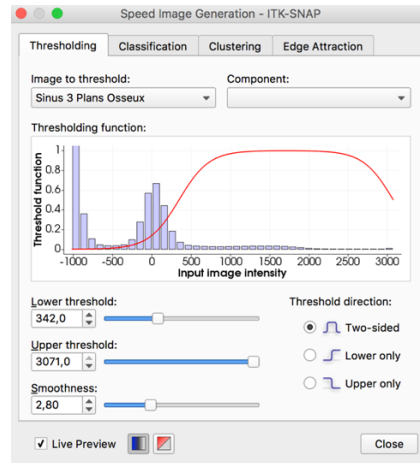 Speed Image Generation - ITK-SNAP
Thresholding Classification Clustering Edge Attraction
Image to threshold: Component:
Sinus 3 Plans Osseux
Thresholding function:
Threshold function
1
0.8
0.6
0.4
0.2
0
-1000 -500 0 500 1000 1500 2000 2500 3000
Input image intensity
Lower threshold: Threshold direction:
342,0 Two-sided
Upper threshold:
3071,0 Lower only
Smoothness:
2,80 Upper only
Live Preview Close